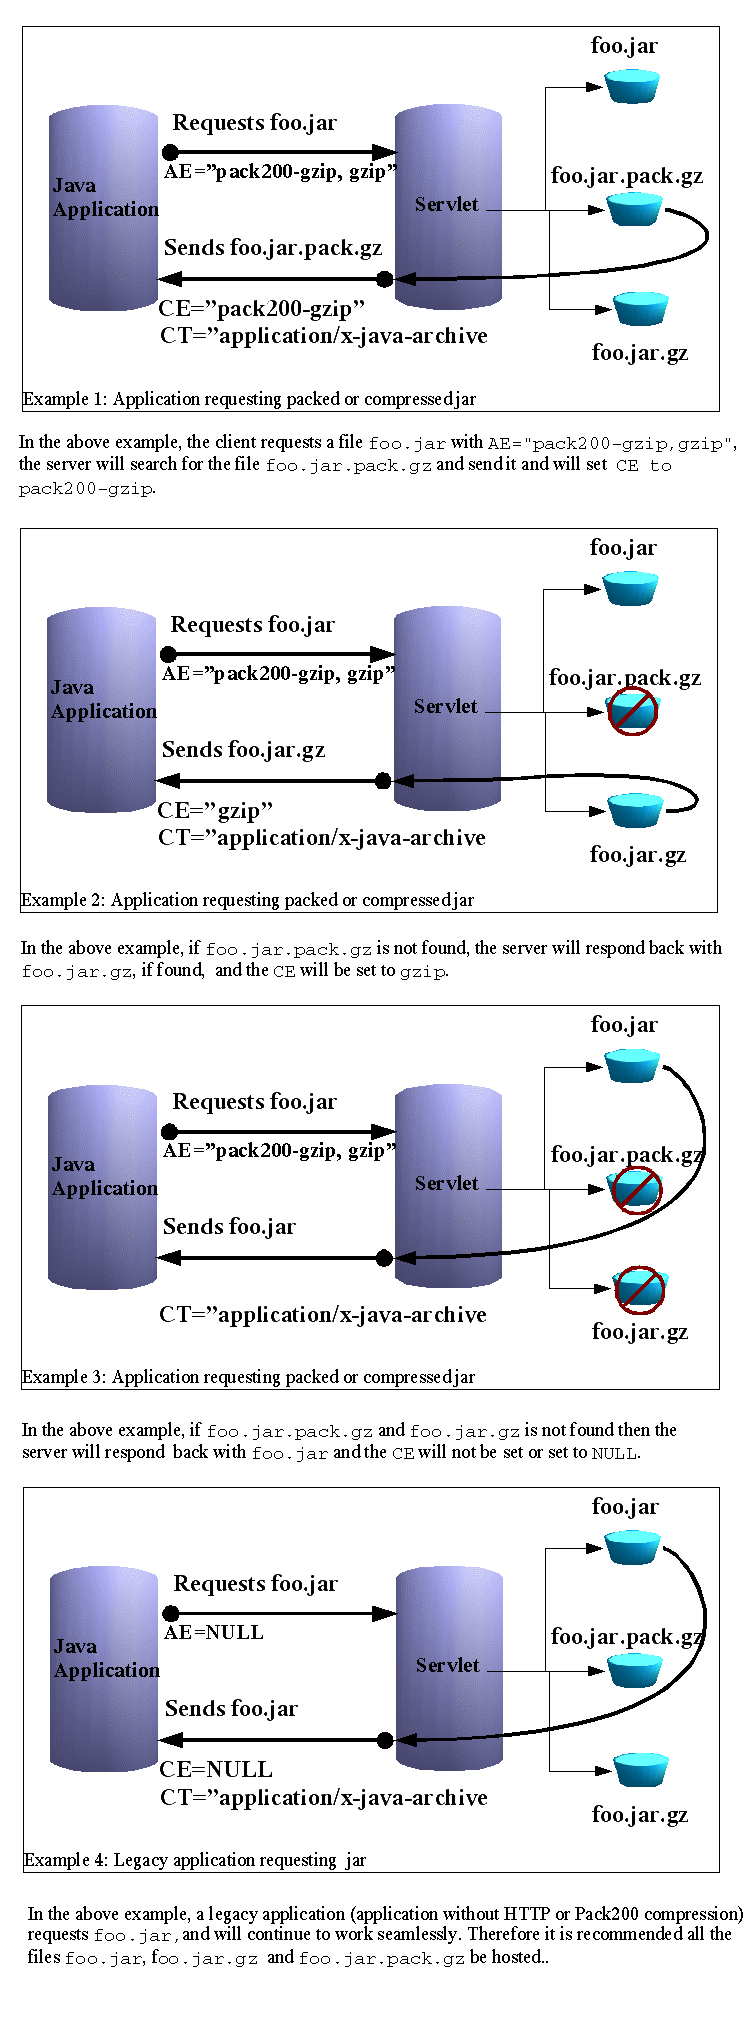 foo.jar
Requests foo.jar
AE=”pack200-gzip, gzip”
foo.jar.pack.gz
Java
Application
Servlet
Sends foo.jar.pack.gz
CE=”pack200-gzip”
CT=”application/x-java-archive
foo.jar.gz
Example 1: Application requesting packed or compressed jar
In the above example, the client requests a file foo.jar with AE="pack200-gzip,gzip",
the server will search for the file foo.jar.pack.gz and send it and will set CE to
pack200-gzip.
foo.jar
Requests foo.jar
AE=”pack200-gzip, gzip”
foo.jar.pack.gz
Java
Application
Servlet
Sends foo.jar.gz
CE=”gzip”
CT=”application/x-java-archive
foo.jar.gz
Example 2: Application requesting packed or compressed jar
In the above example, if foo.jar.pack.gz is not found, the server will respond back with
foo.jar.gz, if found, and the CE will be set to gzip.
foo.jar
Requests foo.jar
AE=”pack200-gzip, gzip”
foo.jar.pack.gz
Java
Application
Servlet
Sends foo.jar
CT=”application/x-java-archive
foo.jar.gz
Example 3: Application requesting packed or compressed jar
In the above example, if foo.jar.pack.gz and foo.jar.gz is not found then the
server will respond back with foo.jar and the CE will not be set or set to NULL.
foo.jar
Requests foo.jar
AE=NULL
foo.jar.pack.gz
Java
Application
Servlet
Sends foo.jar
CE=NULL
CT=”application/x-java-archive
foo.jar.gz
Example 4: Legacy application requesting jar
In the above example, a legacy application (application without HTTP or Pack200 compression)
requests foo.jar, and will continue to work seamlessly. Therefore it is recommended all the
files foo.jar, foo.jar.gz and foo.jar.pack.gz be hosted..